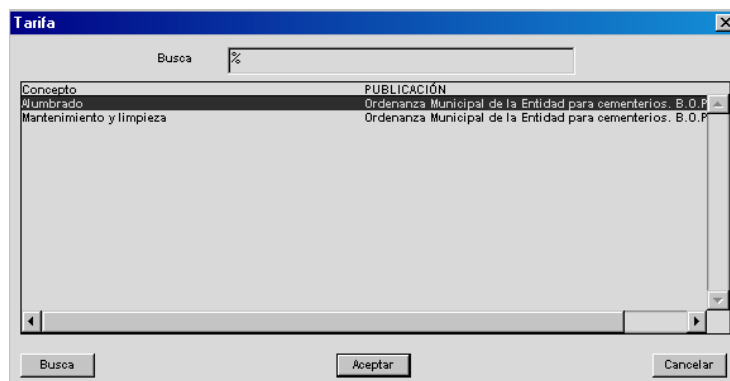 Tarifa
Busca %
Concepto PUBLICACIÓN
Alumbrado Ordenanza Municipal de la Entidad para cementerios. B.O.P
Mantenimiento y limpieza Ordenanza Municipal de la Entidad para cementerios. B.O.P
Busca Aceptar Cancelar